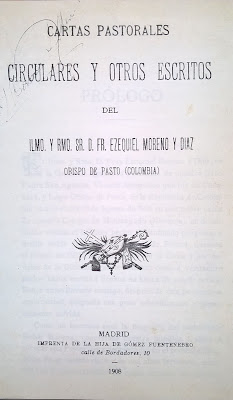 CARTAS PASTORALES
CIRCULARES Y OTROS ESCRITOS
PRÓLOGO
DEL
ILMO. Y RMO. SR. D. FR. EZEQUIEL MORENO Y DIAZ
OBISPO DE PASTO (COLOMBIA)
MADRID
IMPRENTA DE LA HIJA DE GÓMEZ FUENTENEBRO
calle de Bordadores, 10
1908